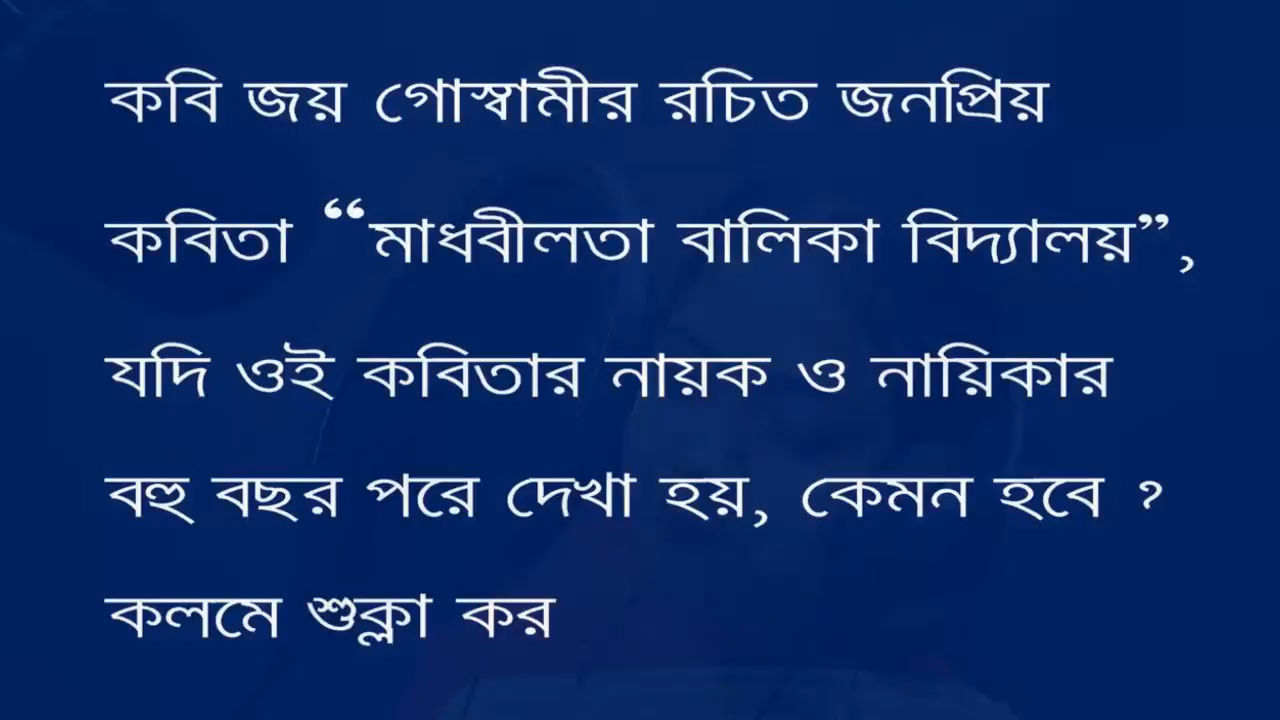 কবি জয় গোস্বামীর রচিত জনপ্রিয়
কবিতা “মাধবীলতা বালিকা বিদ্যালয়”,
যদি ওই কবিতার নায়ক ও নায়িকার
বহু বছর পরে দেখা হয়, কেমন হবে ?
কলমে শুক্লা কর